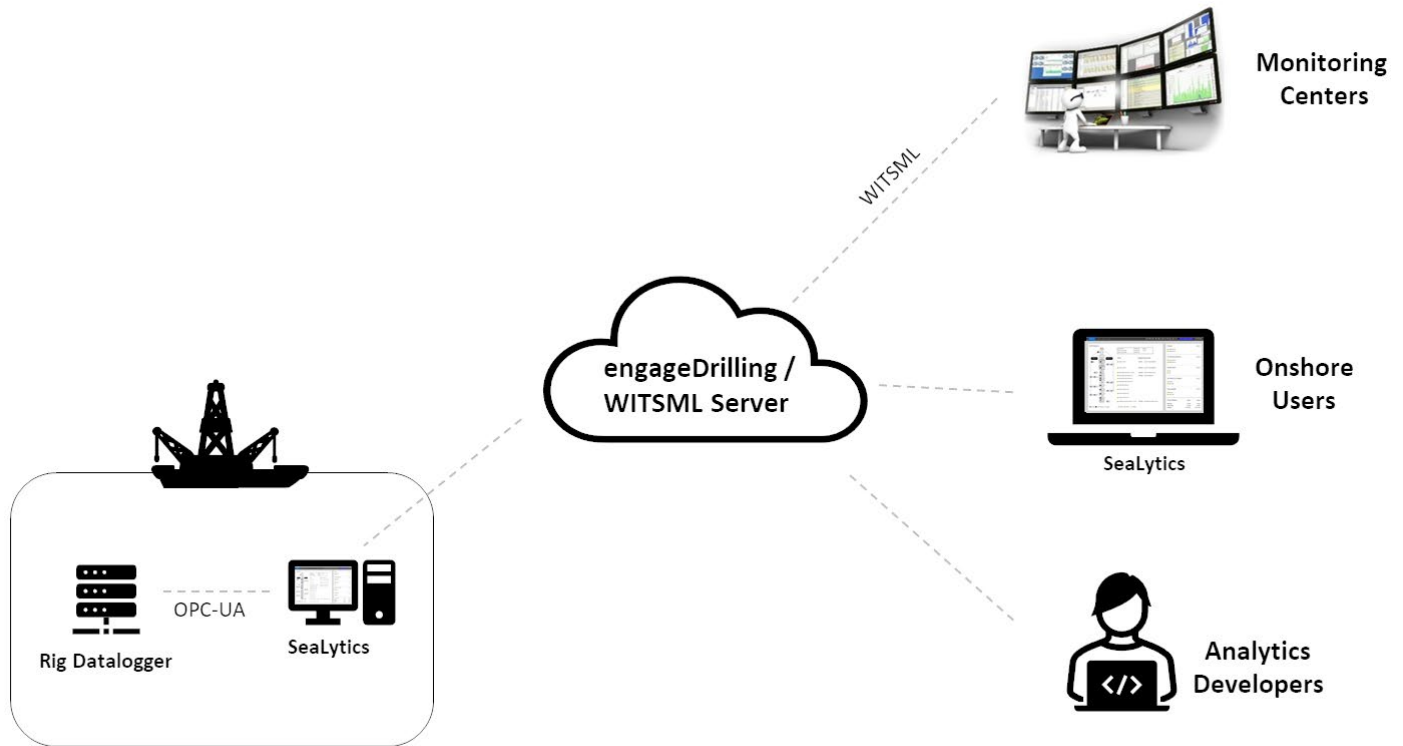 Monitoring
Centers
WITSML
engageDrilling /
WITSML Server
Onshore
Users
SeaLytics
OPC-UA
Rig Datalogger
SeaLytics
Analytics
Developers
</>